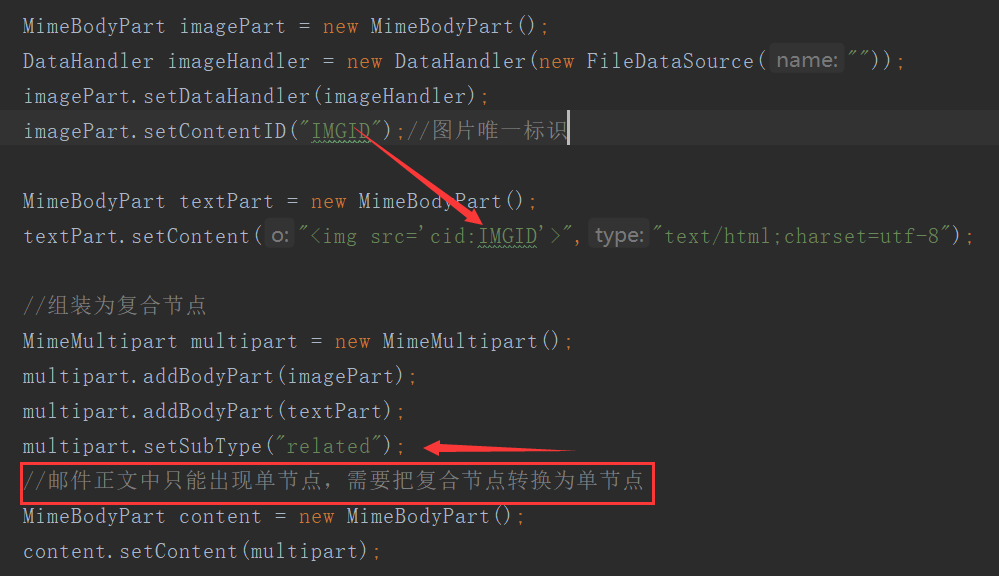 MimeBodyPart imagePart = new MimeBodyPart();
DataHandler imageHandler = new DataHandler(new FileDataSource( name: ""));
imagePart.setDataHandler(imageHandler);
imagePart.setContentID("IMGID");//图片唯一标识
MimeBodyPart textPart = new MimeBodyPart();
textPart.setContent( o: "<img src='cid:IMGID'>", type: "text/html;charset=utf-8");
//组装为复合节点
MimeMultipart multipart = new MimeMultipart();
multipart.addBodyPart(imagePart);
multipart.addBodyPart(textPart);
multipart.setSubType("related");
//邮件正文中只能出现单节点，需要把复合节点转换为单节点
MimeBodyPart content = new MimeBodyPart();
content.setContent(multipart);